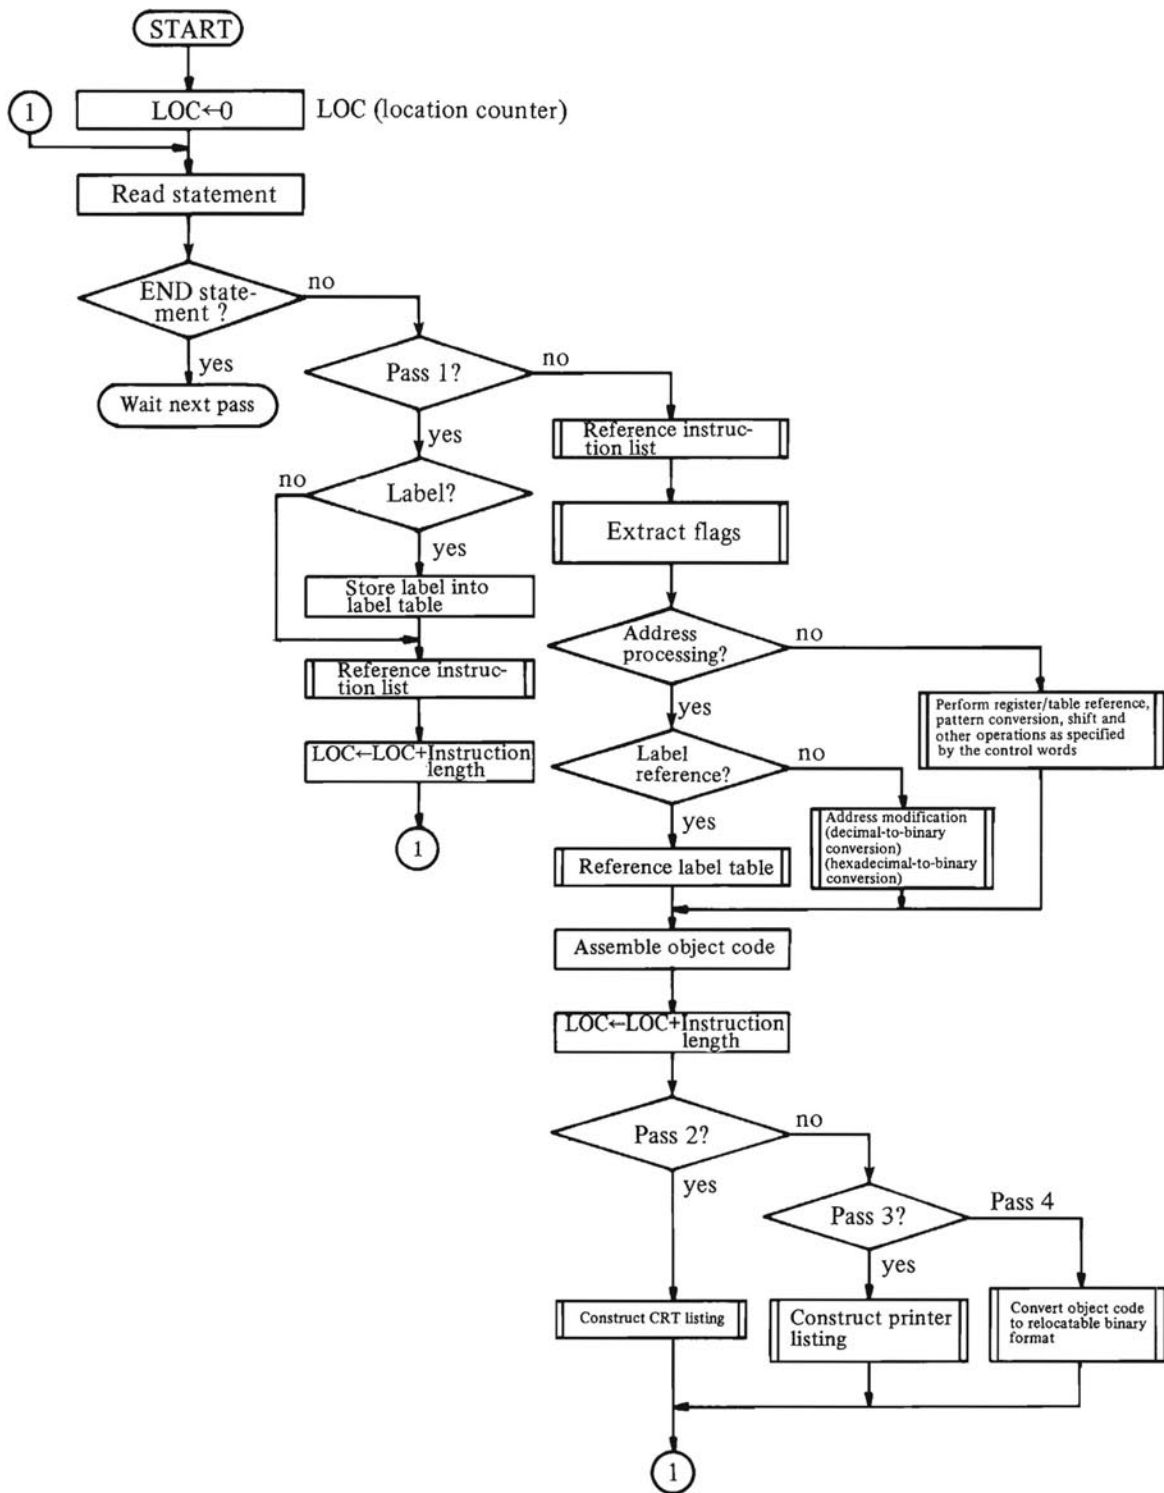 START
1
LOC←0
LOC (location counter)
Read statement
END state-
ment ?
no
yes
Wait next pass
Pass 1?
no
yes
Label?
no
yes
Store label into
label table
Reference instruc-
tion list
LOC←LOC+Instruction
length
1
Reference instruc-
tion list
Extract flags
Address
processing?
no
yes
Perform register/table reference,
pattern conversion, shift and
other operations as specified
by the control words
Label
reference?
no
yes
Address modification
(decimal-to-binary
conversion)
(hexadecimal-to-binary
conversion)
Reference label table
Assemble object code
LOC←LOC+Instruction
length
Pass 2?
no
yes
Pass 3?
Pass 4
yes
Construct CRT listing
Construct printer
listing
Convert object code
to relocatable binary
format
1